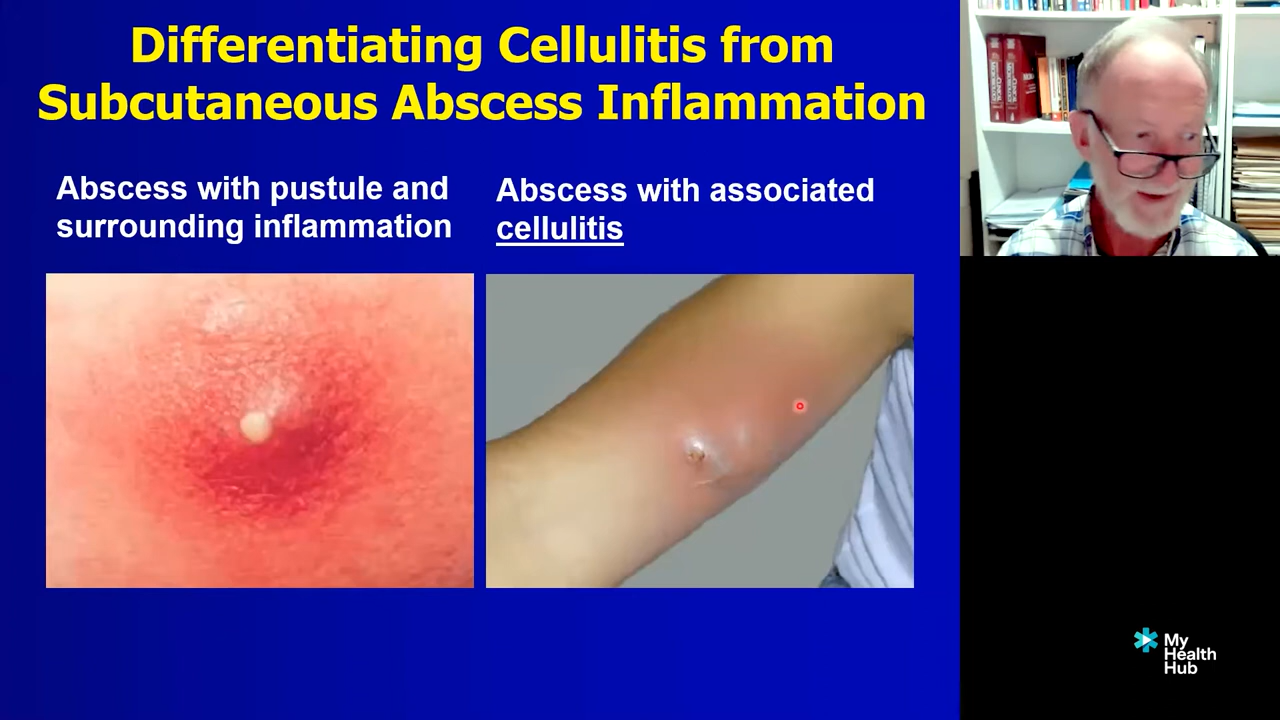 Differentiating Cellulitis from
Subcutaneous Abscess Inflammation
Abscess with pustule and
surrounding inflammation
Abscess with associated
cellulitis
My
Health
Hub